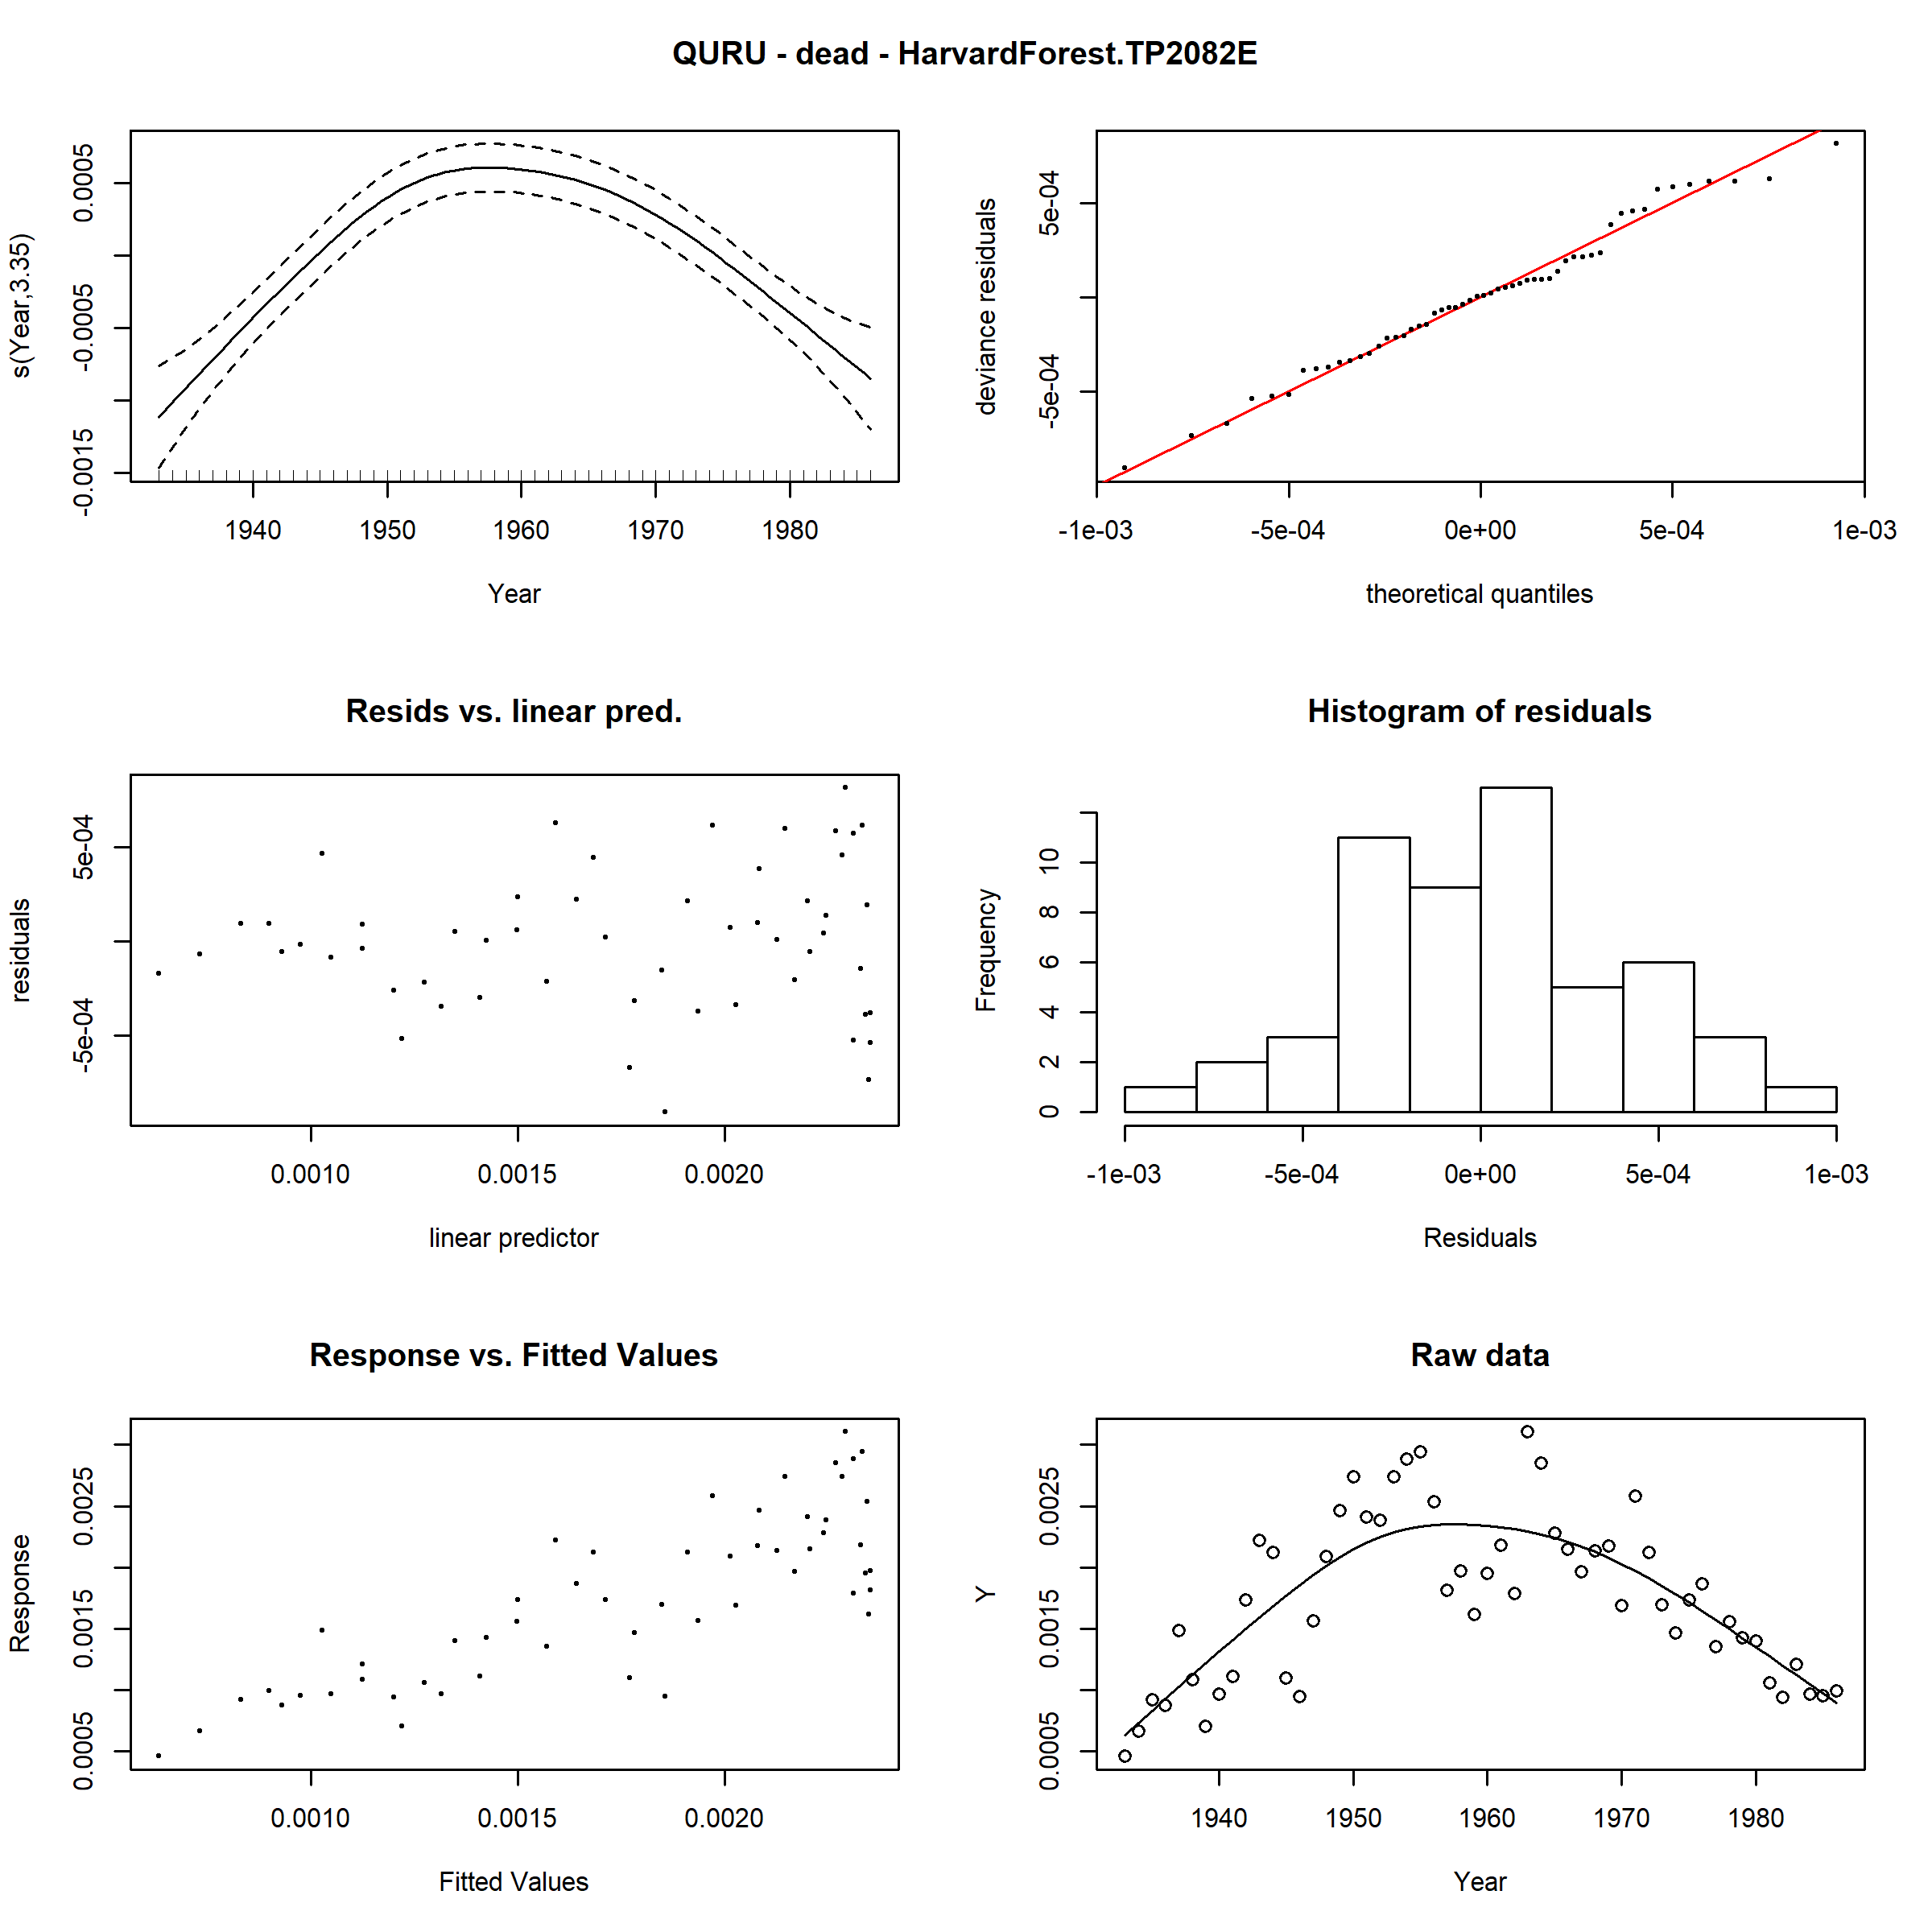 QURU - dead - HarvardForest.TP2082E
s(Year,3.35)
0.0005
-0.0005
-0.0015
1940 1950 1960 1970 1980
Year
deviance residuals
5e-04
-5e-04
-1e-03 -5e-04 0e+00 5e-04 1e-03
theoretical quantiles
Resids vs. linear pred.
residuals
5e-04
-5e-04
0.0010 0.0015 0.0020
linear predictor
Histogram of residuals
Frequency
10
8
6
4
2
0
-1e-03 -5e-04 0e+00 5e-04 1e-03
Residuals
Response vs. Fitted Values
Response
0.0025
0.0015
0.0005
0.0010 0.0015 0.0020
Fitted Values
Raw data
Y
0.0025
0.0015
0.0005
1940 1950 1960 1970 1980
Year